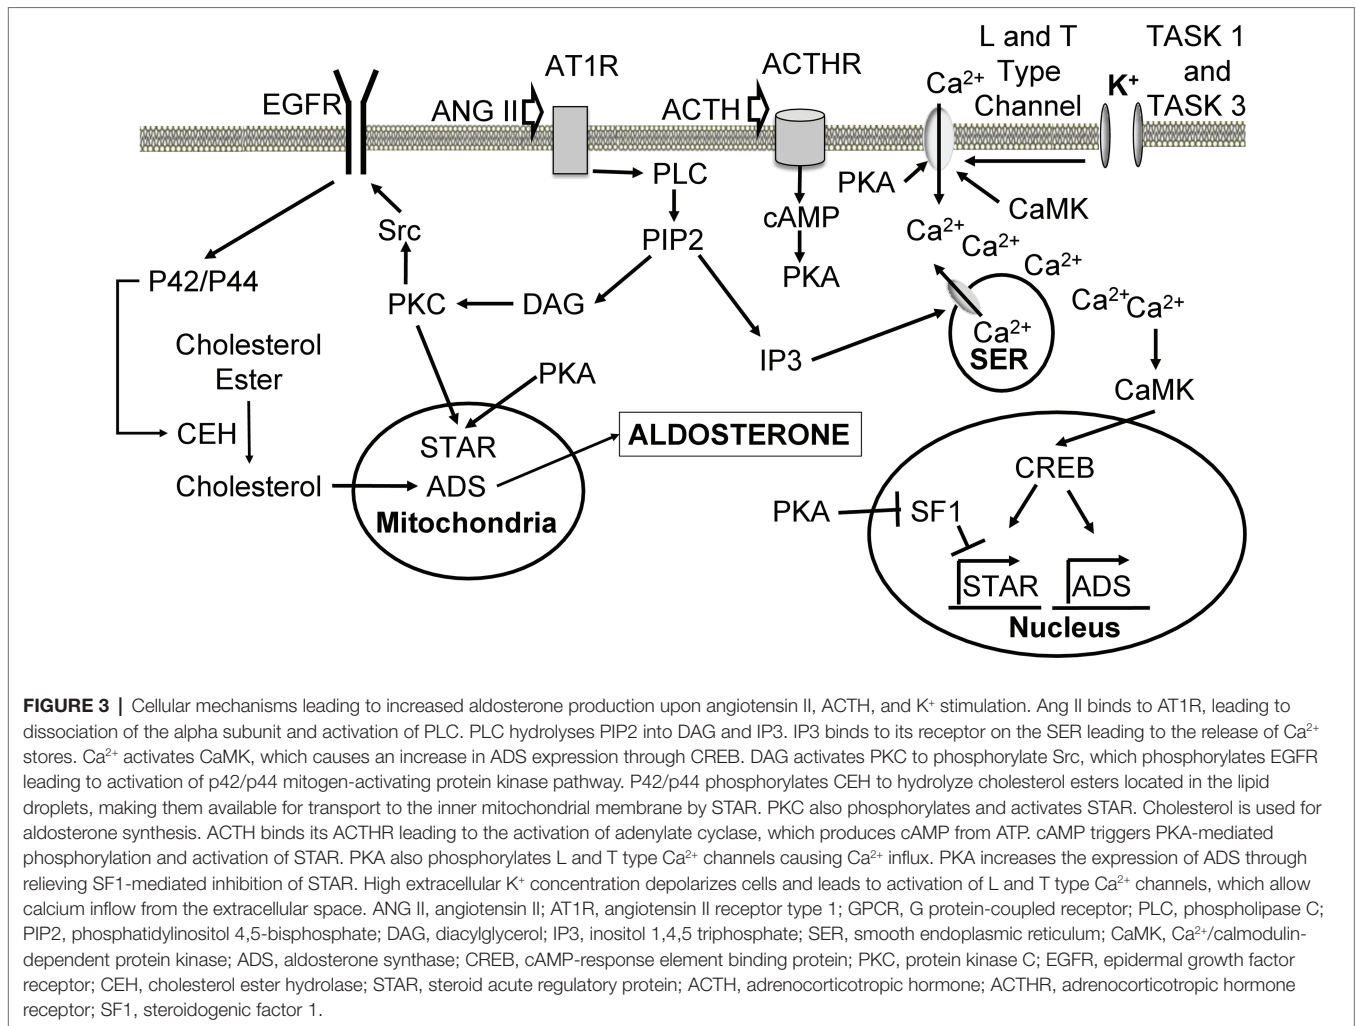 L and T
Type
Channel
TASK 1
and
TASK 3
K+
Ca2+
ACTHR
AT1R
EGFR
ANG II
ACTH
PLC
PKA
CaMK
Src
PIP2
cAMP
PKA
Ca2+
Ca2+
Ca2+
Ca2+
Ca2+
P42/P44
PKC
DAG
IP3
Ca2+
SER
Cholesterol
Ester
PKA
CaMK
CEH
STAR
ALDOSTERONE
Cholesterol
ADS
Mitochondria
CREB
PKA
SF1
STAR
ADS
Nucleus
FIGURE 3 | Cellular mechanisms leading to increased aldosterone production upon angiotensin II, ACTH, and K+ stimulation. Ang II binds to AT1R, leading to
dissociation of the alpha subunit and activation of PLC. PLC hydrolyses PIP2 into DAG and IP3. IP3 binds to its receptor on the SER leading to the release of Ca2+
stores. Ca2+ activates CaMK, which causes an increase in ADS expression through CREB. DAG activates PKC to phosphorylate Src, which phosphorylates EGFR
leading to activation of p42/p44 mitogen-activating protein kinase pathway. P42/p44 phosphorylates CEH to hydrolyze cholesterol esters located in the lipid
droplets, making them available for transport to the inner mitochondrial membrane by STAR. PKC also phosphorylates and activates STAR. Cholesterol is used for
aldosterone synthesis. ACTH binds its ACTHR leading to the activation of adenylate cyclase, which produces cAMP from ATP. cAMP triggers PKA-mediated
phosphorylation and activation of STAR. PKA also phosphorylates L and T type Ca2+ channels causing Ca2+ influx. PKA increases the expression of ADS through
relieving SF1-mediated inhibition of STAR. High extracellular K+ concentration depolarizes cells and leads to activation of L and T type Ca2+ channels, which allow
calcium inflow from the extracellular space. ANG II, angiotensin II; AT1R, angiotensin II receptor type 1; GPCR, G protein-coupled receptor; PLC, phospholipase C;
PIP2, phosphatidylinositol 4,5-bisphosphate; DAG, diacylglycerol; IP3, inositol 1,4,5 triphosphate; SER, smooth endoplasmic reticulum; CaMK, Ca2+/calmodulin-
dependent protein kinase; ADS, aldosterone synthase; CREB, cAMP-response element binding protein; PKC, protein kinase C; EGFR, epidermal growth factor
receptor; CEH, cholesterol ester hydrolase; STAR, steroid acute regulatory protein; ACTH, adrenocorticotropic hormone; ACTHR, adrenocorticotropic hormone
receptor; SF1, steroidogenic factor 1.